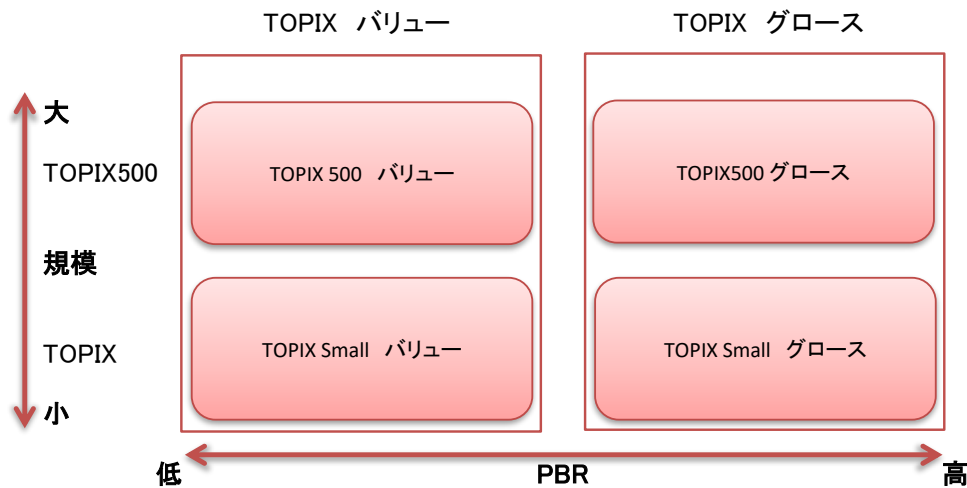 TOPIX バリュー
TOPIX グロース
大
TOPIX500
TOPIX 500 バリュー
TOPIX500 グロース
規模
TOPIX
TOPIX Small バリュー
TOPIX Small グロース
小
低
PBR
高